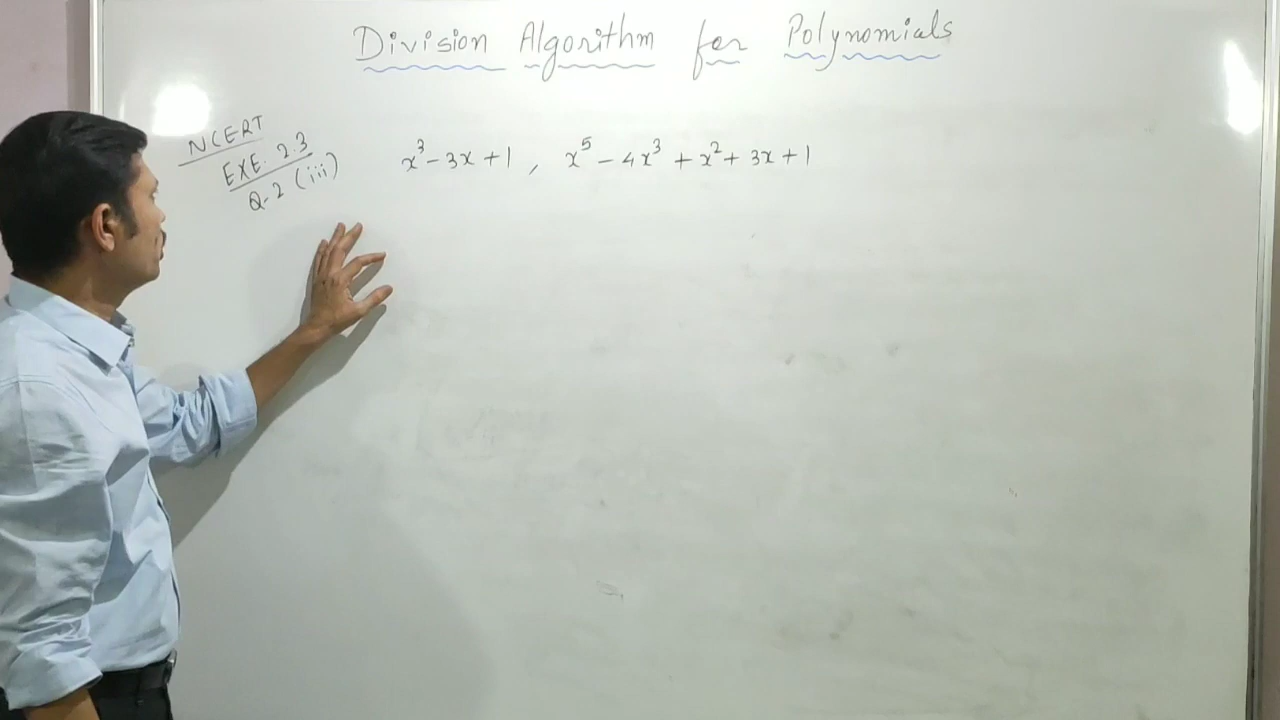 Division Algorithm for Polynomials
NCERT
EXE: 2.3
Q.2 (iii)
x³ - 3x + 1 , x⁵ - 4x³ + x² + 3x + 1